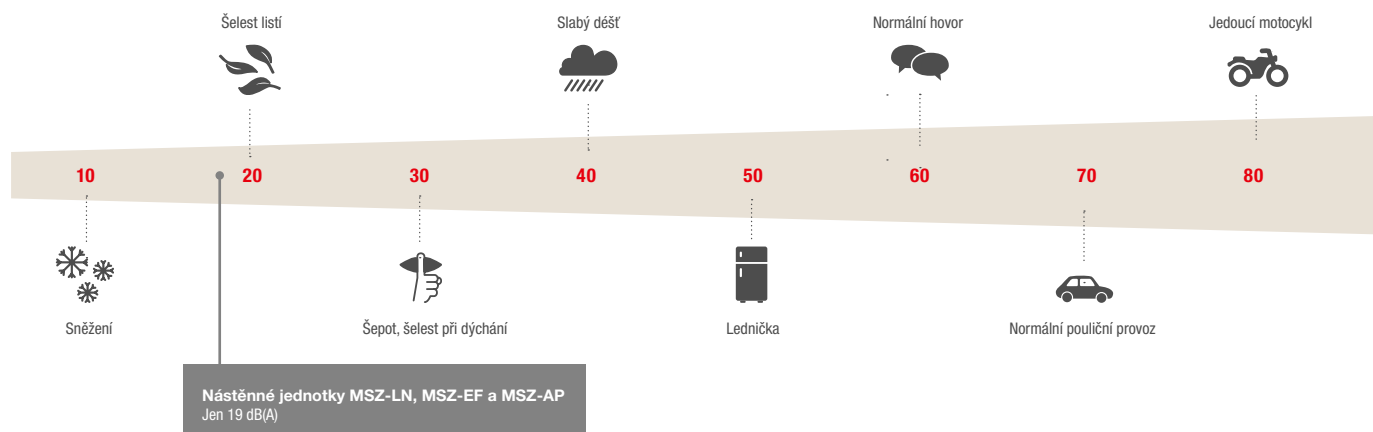 Šelest listí
Slabý déšť
Normální hovor
Jedoucí motocykl
10
20
30
40
50
60
70
80
Sněžení
Šepot, šelest při dýchání
Lednička
Normální pouliční provoz
Nástěnné jednotky MSZ-LN, MSZ-EF a MSZ-AP
Jen 19 dB(A)